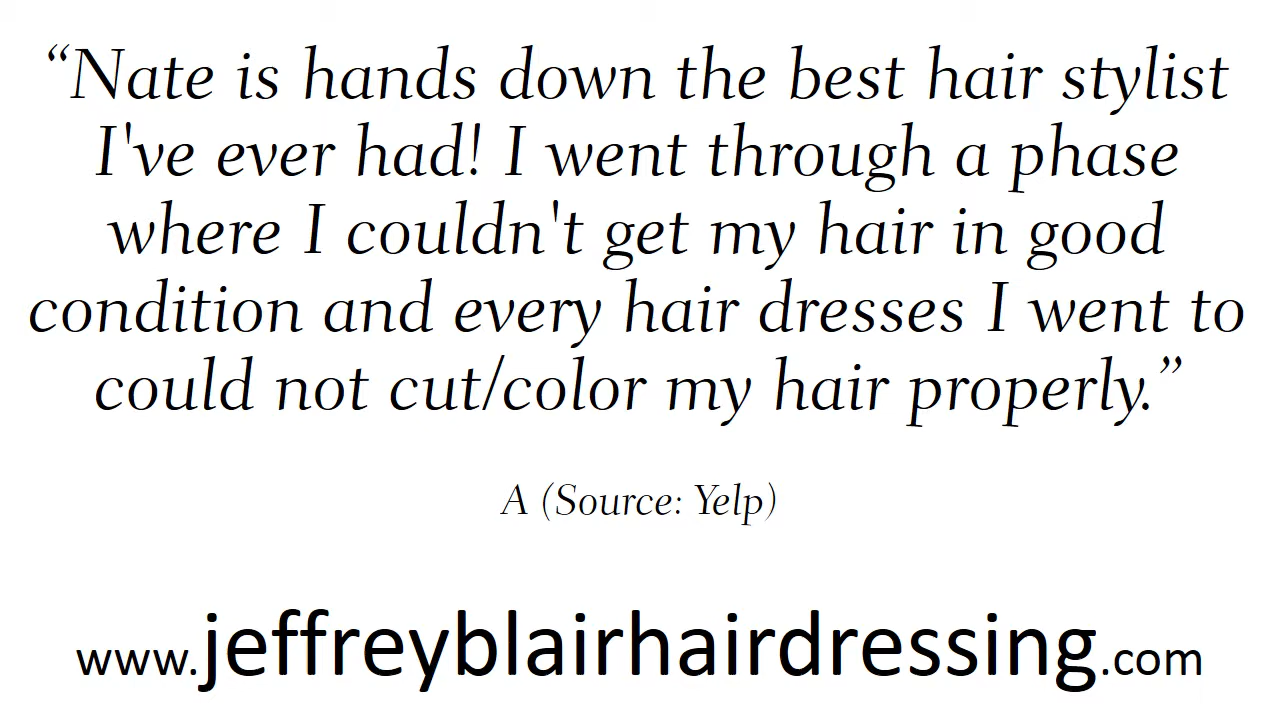 “Nate is hands down the best hair stylist
I've ever had! I went through a phase
where I couldn't get my hair in good
condition and every hair dresses I went to
could not cut/color my hair properly.”
A (Source: Yelp)
www.jeffreyblairhairdressing.com